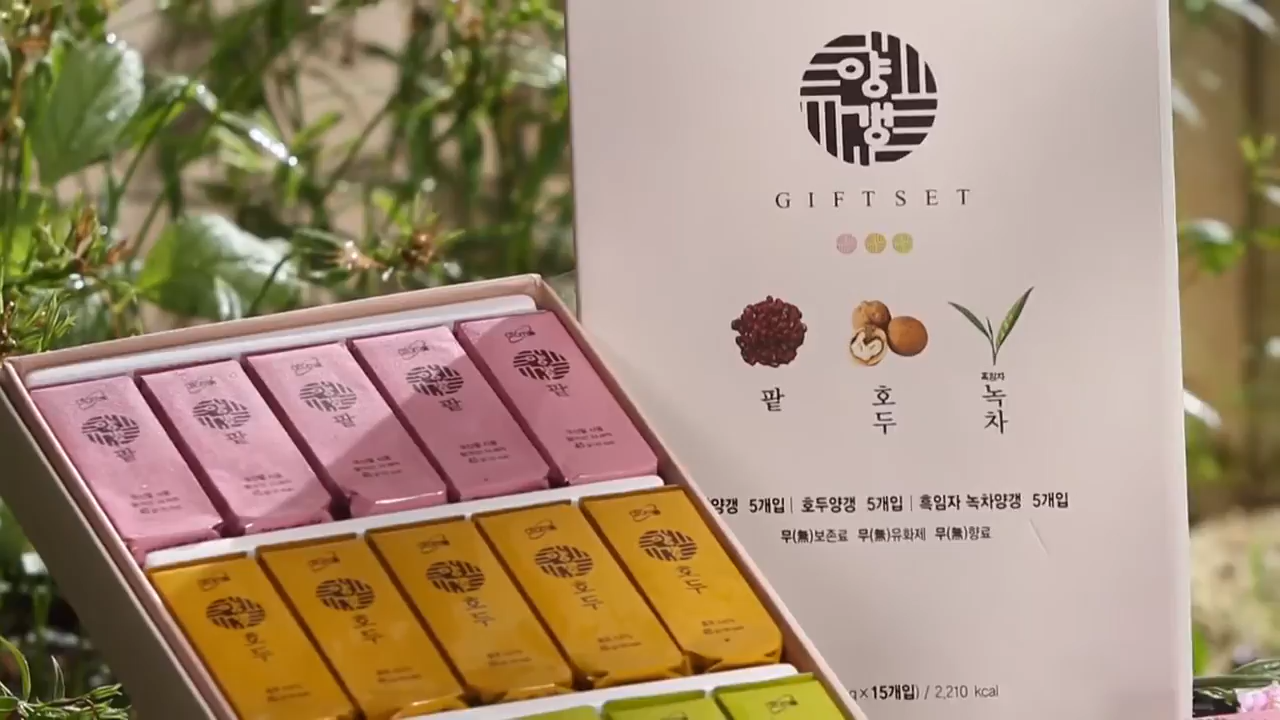 양갱
GIFTSET
팥
호두
흑임자
녹차
양갱 5개입 | 호두양갱 5개입 | 흑임자 녹차양갱 5개입
무(無)보존료 무(無)유화제 무(無)향료
g×15개입) / 2,210 kcal
팥
팥
팥
팥
팥
호두
호두
호두
호두
호두